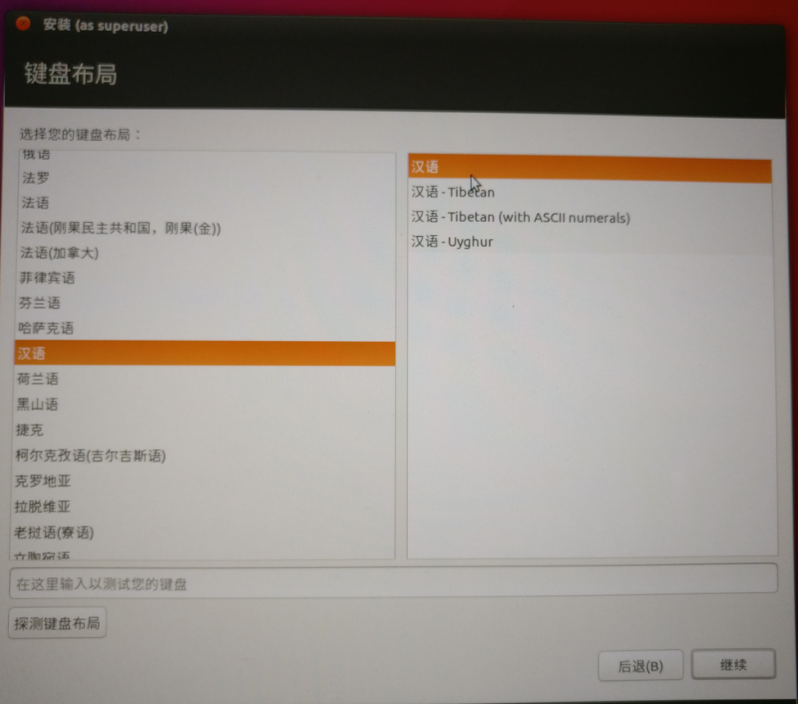 安装 (as superuser)
键盘布局
选择您的键盘布局：
俄语
法罗
法语
法语(刚果民主共和国，刚果(金))
法语(加拿大)
菲律宾语
芬兰语
哈萨克语
汉语
荷兰语
黑山语
捷克
柯尔克孜语(吉尔吉斯语)
克罗地亚
拉脱维亚
老挝语(寮语)
立陶宛语
汉语
汉语 - Tibetan
汉语 - Tibetan (with ASCII numerals)
汉语 - Uyghur
在这里输入以测试您的键盘
探测键盘布局
后退(B)
继续